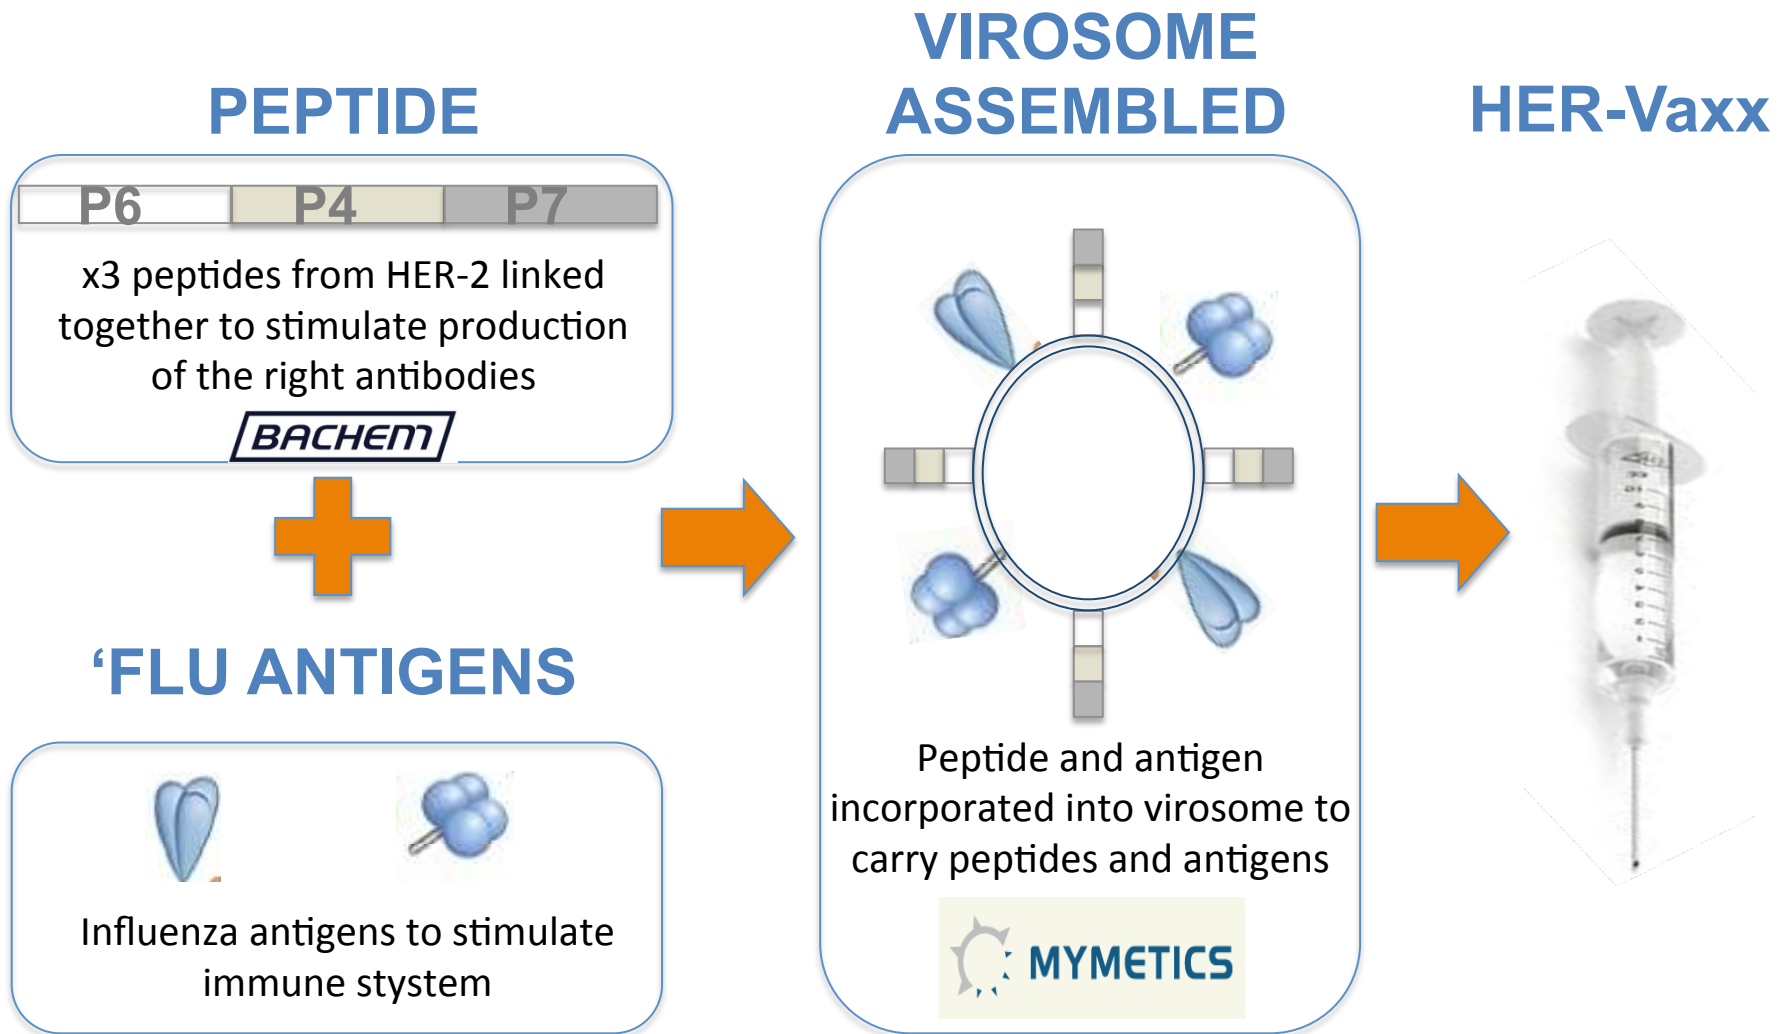 PEPTIDE
P6 P4 P7
x3 peptides from HER-2 linked
together to stimulate production
of the right antibodies
BACHEM
‘FLU ANTIGENS
Influenza antigens to stimulate
immune stystem
VIROSOME
ASSEMBLED
Peptide and antigen
incorporated into virosome to
carry peptides and antigens
MYMETICS
HER-Vaxx